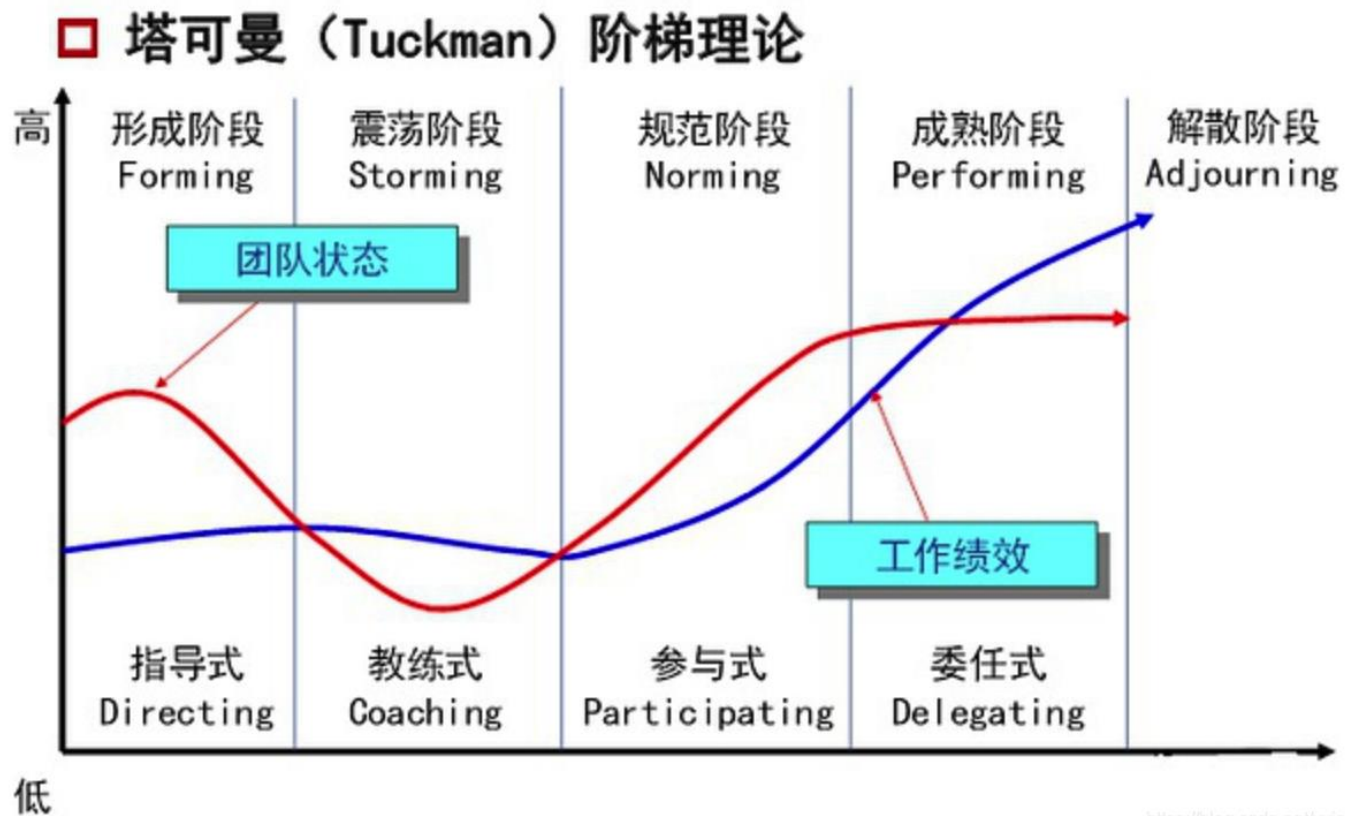 塔可曼（Tuckman）阶梯理论
高
形成阶段
Forming
震荡阶段
Storming
规范阶段
Norming
成熟阶段
Performing
解散阶段
Adjourning
团队状态
工作绩效
指导式
Directing
教练式
Coaching
参与式
Participating
委任式
Delegating
低